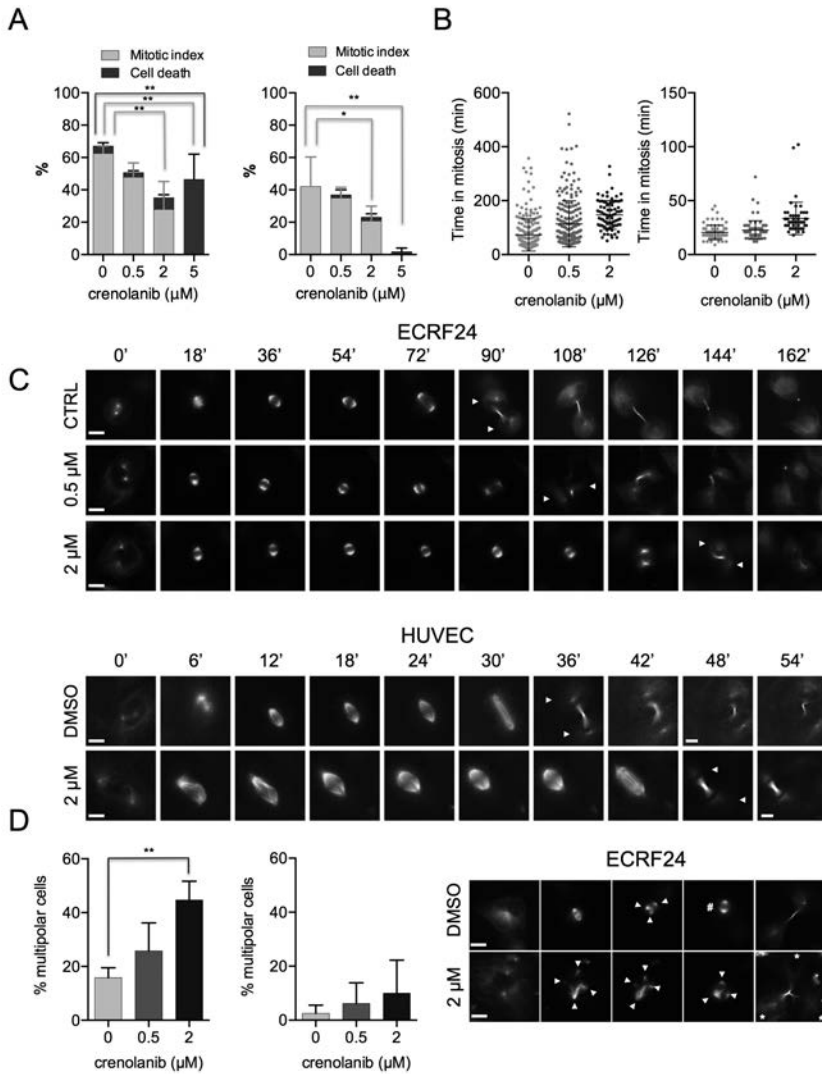 A
Mitotic index
Cell death
**
**
**
100
80
60
40
20
0
%
0 0.5 2 5
crenolanib (µM)
Mitotic index
Cell death
**
*
100
80
60
40
20
0
%
0 0.5 2 5
crenolanib (µM)
B
600
400
200
0
Time in mitosis (min)
0 0.5 2
crenolanib (µM)
150
100
50
0
Time in mitosis (min)
0 0.5 2
crenolanib (µM)
C
ECRF24
0’ 18’ 36’ 54’ 72’ 90’ 108’ 126’ 144’ 162’
CTRL
0.5 µM
2 µM
HUVEC
0’ 6’ 12’ 18’ 24’ 30’ 36’ 42’ 48’ 54’
DMSO
2 µM
D
**
60
40
20
0
% multipolar cells
0 0.5 2
crenolanib (µM)
60
40
20
0
% multipolar cells
0 0.5 2
crenolanib (µM)
ECRF24
DMSO
#
2 µM
*
*
*